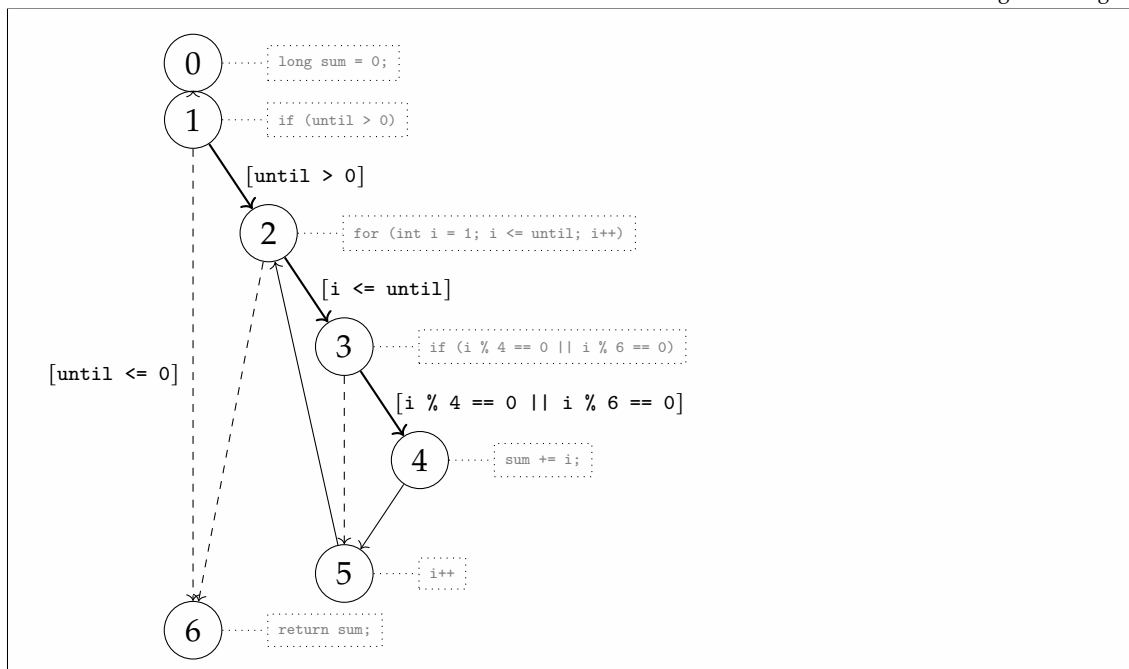 0
long sum = 0;
1
if (until > 0)
[until > 0]
2
for (int i = 1; i <= until; i++)
[i <= until]
3
if (i % 4 == 0 || i % 6 == 0)
[until <= 0]
[i % 4 == 0 || i % 6 == 0]
4
sum += i;
5
i++
6
return sum;